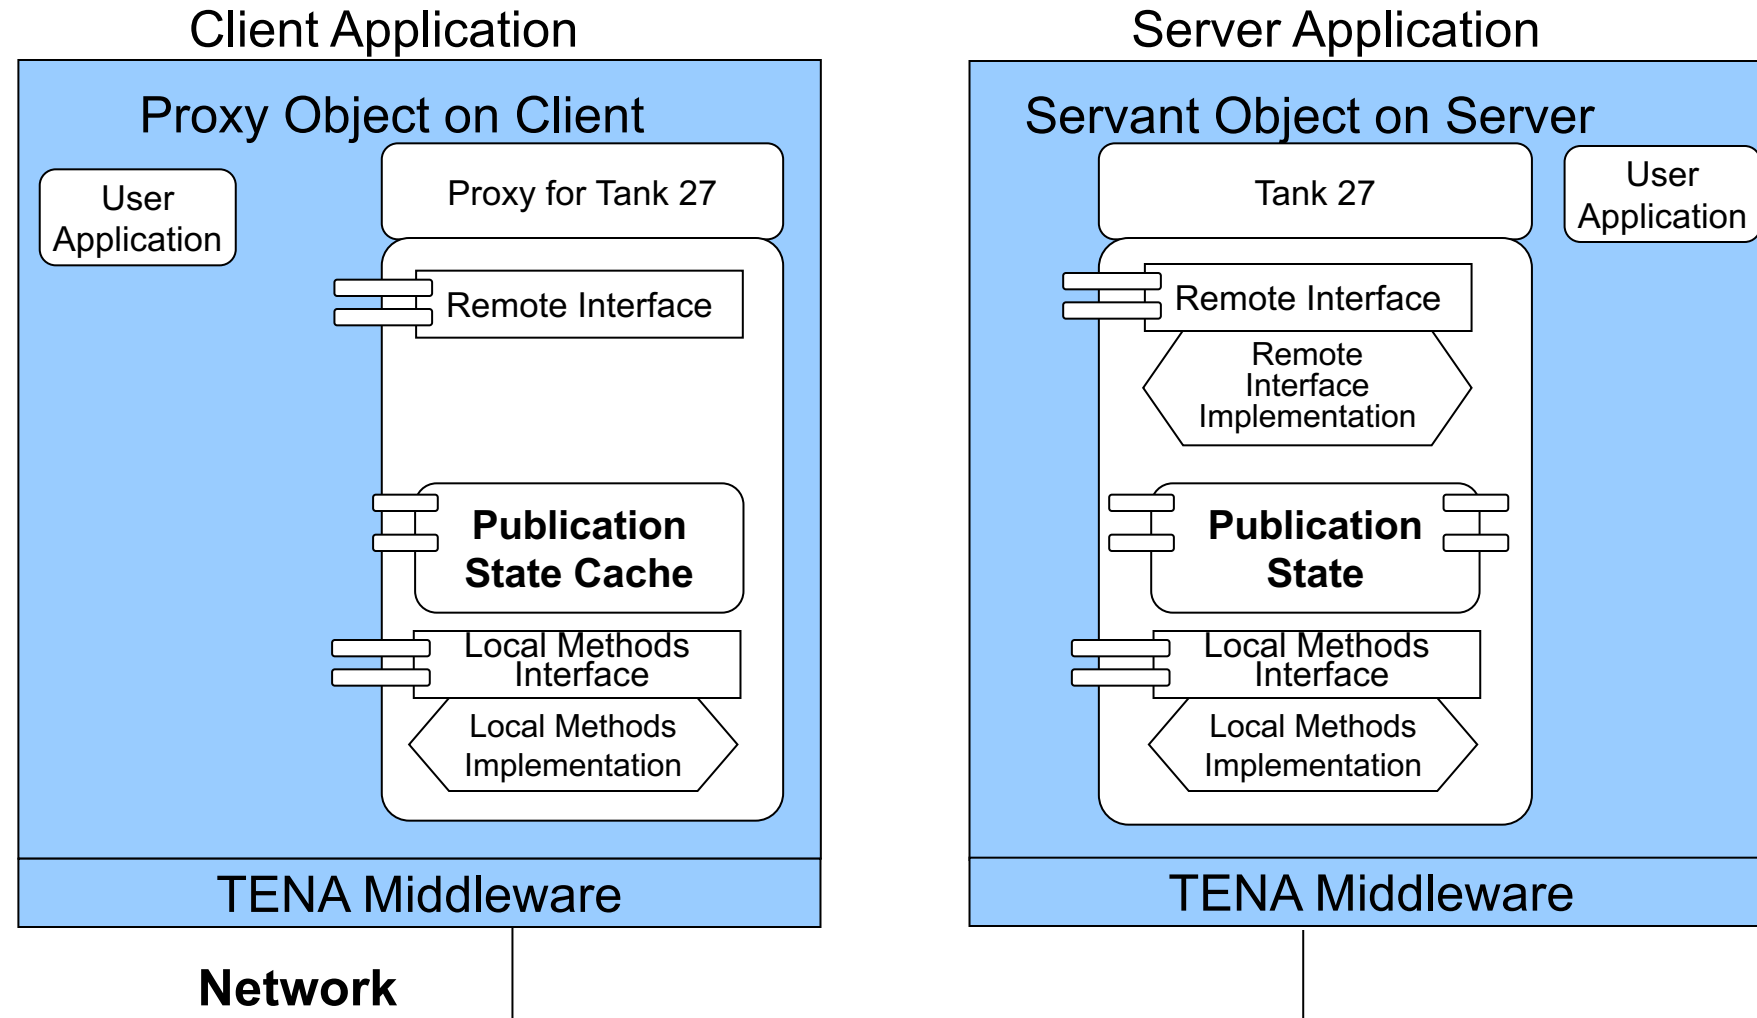 Client Application
Proxy Object on Client
User
Application
Proxy for Tank 27
Remote Interface
Publication
State Cache
Local Methods
Interface
Local Methods
Implementation
TENA Middleware
Network
Server Application
Servant Object on Server
Tank 27
User
Application
Remote Interface
Remote
Interface
Implementation
Publication
State
Local Methods
Interface
Local Methods
Implementation
TENA Middleware